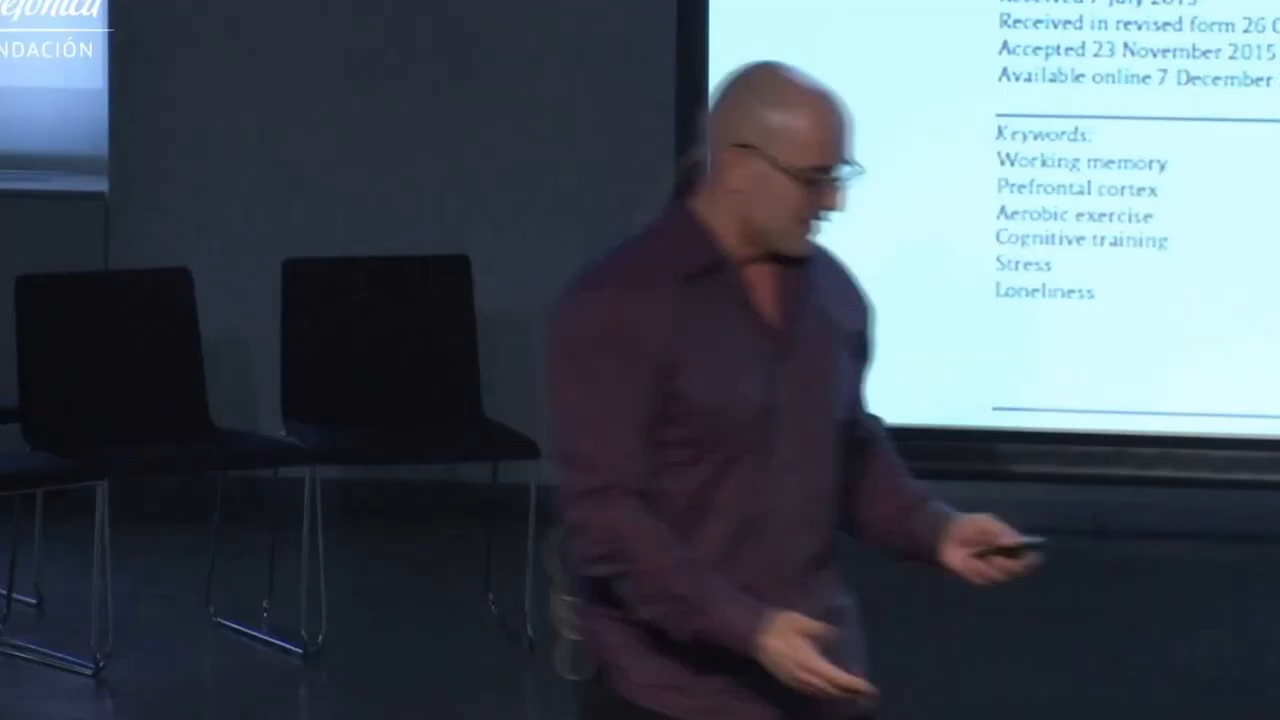 NDACIÓN
Received in revised form 26
Accepted 23 November 2015
Available online 7 December
Keywords:
Working memory
Prefrontal cortex
Aerobic exercise
Cognitive training
Stress
Loneliness